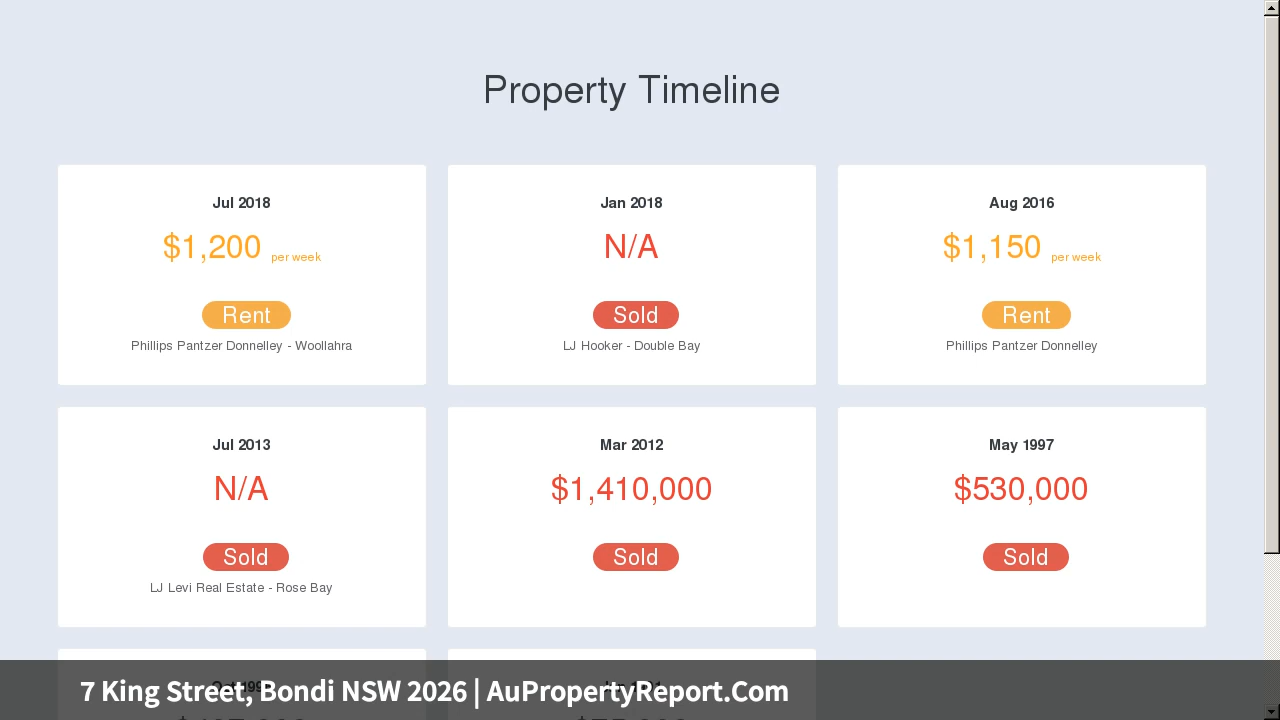 Property Timeline
Jul 2018
$1,200 per week
Rent
Phillips Pantzer Donnelley - Woollahra
Jan 2018
N/A
Sold
LJ Hooker - Double Bay
Aug 2016
$1,150 per week
Rent
Phillips Pantzer Donnelley
Jul 2013
N/A
Sold
LJ Levi Real Estate - Rose Bay
Mar 2012
$1,410,000
Sold
May 1997
$530,000
Sold
7 King Street, Bondi NSW 2026 | AuPropertyReport.Com